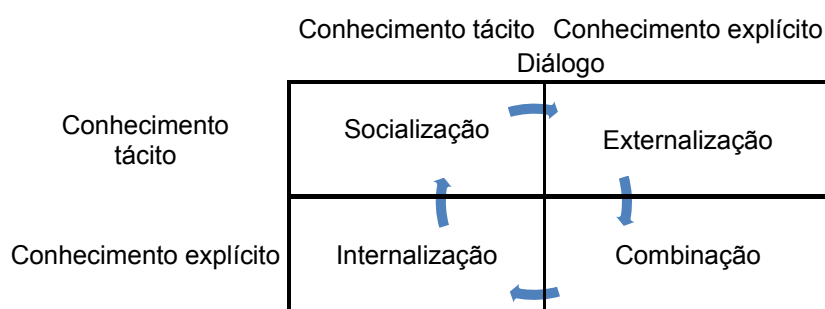 Conhecimento tácito Conhecimento explícito
Diálogo
Conhecimento
tácito
Socialização
Externalização
Conhecimento explícito
Internalização
Combinação